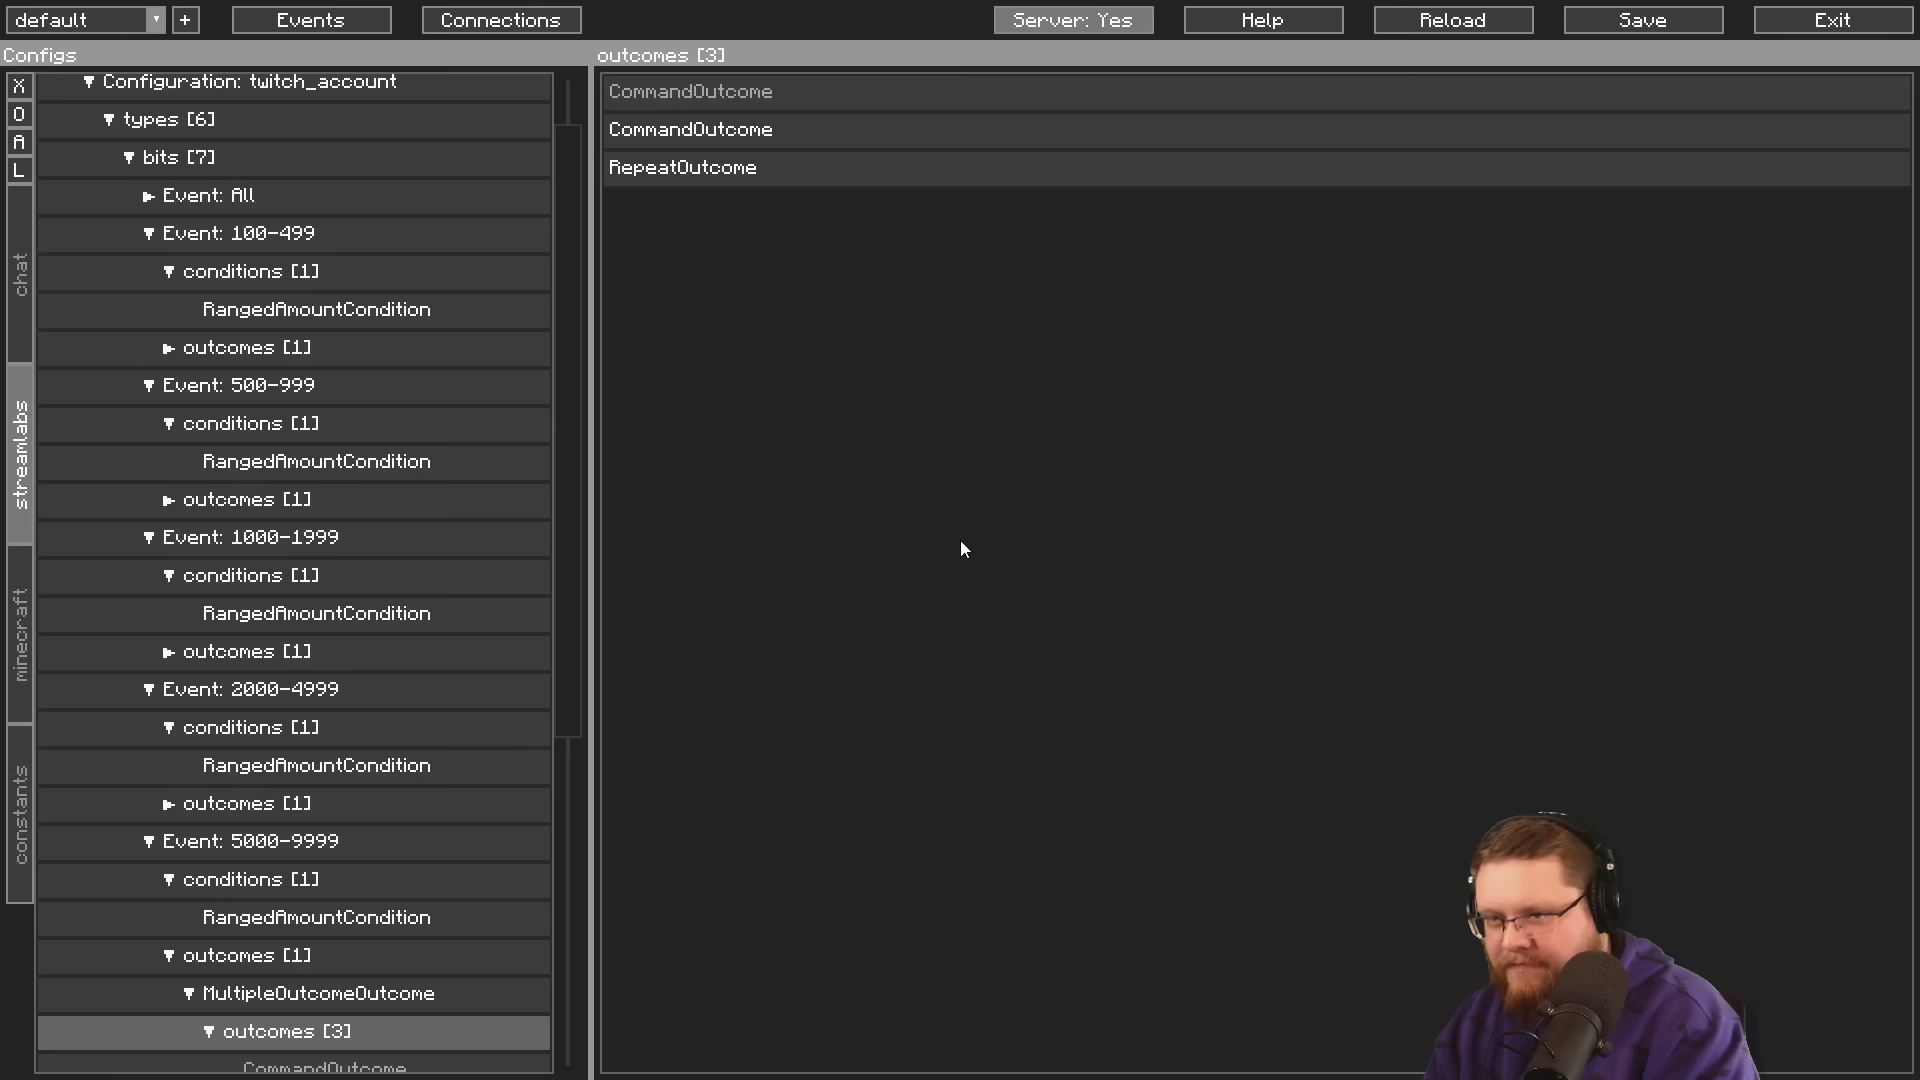 default
+
Events
Connections
Server: Yes
Help
Reload
Save
Exit
Configs
X
O
A
L
chat
streamlabs
minecraft
constants
Configuration: twitch_account
types [6]
bits [7]
Event: All
Event: 100-499
conditions [1]
RangedAmountCondition
outcomes [1]
Event: 500-999
conditions [1]
RangedAmountCondition
outcomes [1]
Event: 1000-1999
conditions [1]
RangedAmountCondition
outcomes [1]
Event: 2000-4999
conditions [1]
RangedAmountCondition
outcomes [1]
Event: 5000-9999
conditions [1]
RangedAmountCondition
outcomes [1]
MultipleOutcomeOutcome
outcomes [3]
CommandOutcome
outcomes [3]
CommandOutcome
CommandOutcome
RepeatOutcome